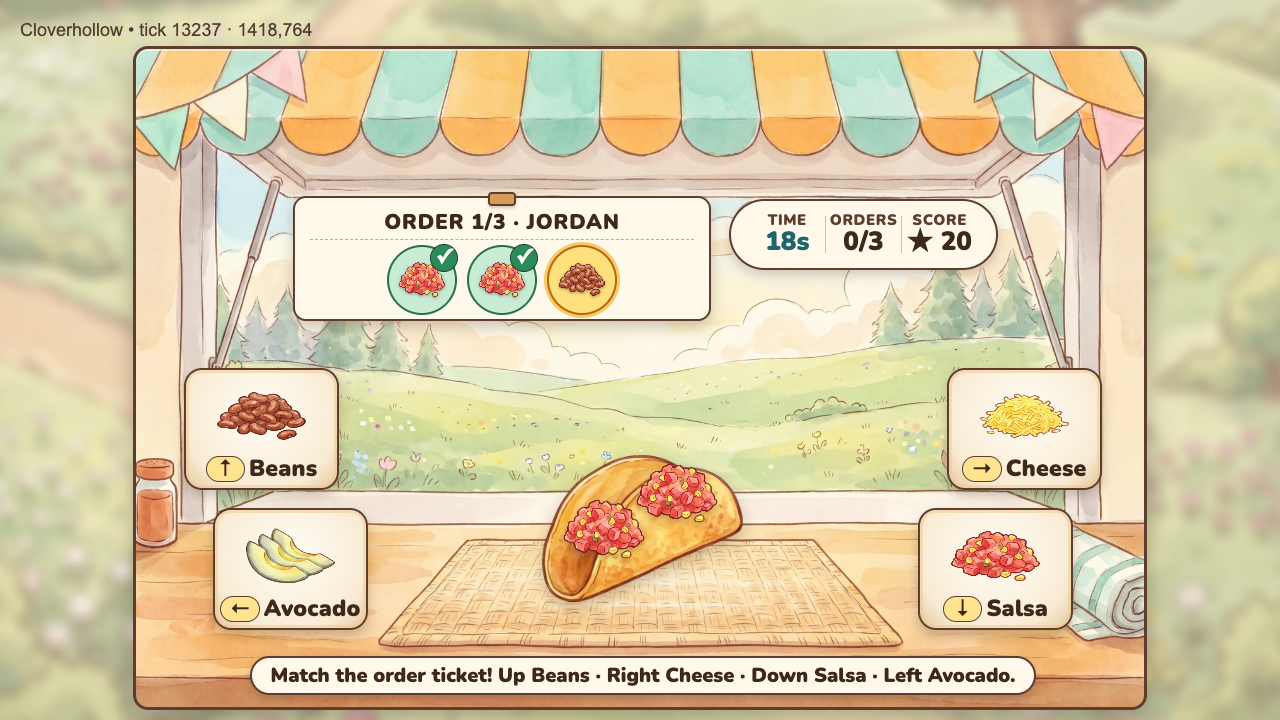 Cloverhollow • tick 13237 · 1418,764
ORDER 1/3 · JORDAN
TIME ORDERS SCORE
18s 0/3 ★ 20
↑ Beans
→ Cheese
← Avocado
↓ Salsa
Match the order ticket! Up Beans · Right Cheese · Down Salsa · Left Avocado.